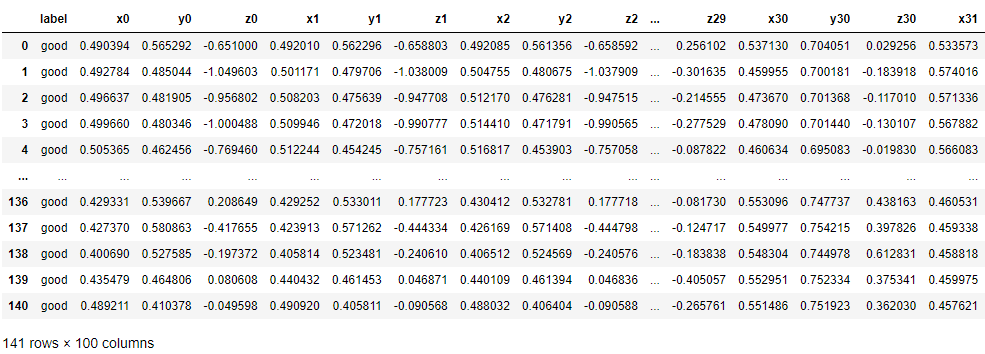 label x0 y0 z0 x1 y1 z1 x2 y2 z2 ... z29 x30 y30 z30 x31
0 good 0.490394 0.565292 -0.651000 0.492010 0.562296 -0.658803 0.492085 0.561356 -0.658592 ... 0.256102 0.537130 0.704051 0.029256 0.533573
1 good 0.492784 0.485044 -1.049603 0.501171 0.479706 -1.038009 0.504755 0.480675 -1.037909 ... -0.301635 0.459955 0.700181 -0.183918 0.574016
2 good 0.496637 0.481905 -0.956802 0.508203 0.475639 -0.947708 0.512170 0.476281 -0.947515 ... -0.214555 0.473670 0.701368 -0.117010 0.571336
3 good 0.499660 0.480346 -1.000488 0.509946 0.472018 -0.990777 0.514410 0.471791 -0.990565 ... -0.277529 0.478090 0.701440 -0.130107 0.567882
4 good 0.505365 0.462456 -0.769460 0.512244 0.454245 -0.757161 0.516817 0.453903 -0.757058 ... -0.087822 0.460634 0.695083 -0.019830 0.566083
... ... ... ... ... ... ... ... ... ... ... ... ... ... ... ... ...
136 good 0.429331 0.539667 0.208649 0.429252 0.533011 0.177723 0.430412 0.532781 0.177718 ... -0.081730 0.553096 0.747737 0.438163 0.460531
137 good 0.427370 0.580863 -0.417655 0.423913 0.571262 -0.444334 0.426169 0.571408 -0.444798 ... -0.124717 0.549977 0.754215 0.397826 0.459338
138 good 0.400690 0.527585 -0.197372 0.405814 0.523481 -0.240610 0.406512 0.524569 -0.240576 ... -0.183838 0.548304 0.744978 0.612831 0.458818
139 good 0.435479 0.464806 0.080608 0.440432 0.461453 0.046871 0.440109 0.461394 0.046836 ... -0.405057 0.552951 0.752334 0.375341 0.459975
140 good 0.489211 0.410378 -0.049598 0.490920 0.405811 -0.090568 0.488032 0.406404 -0.090588 ... -0.265761 0.551486 0.751923 0.362030 0.457621
141 rows × 100 columns